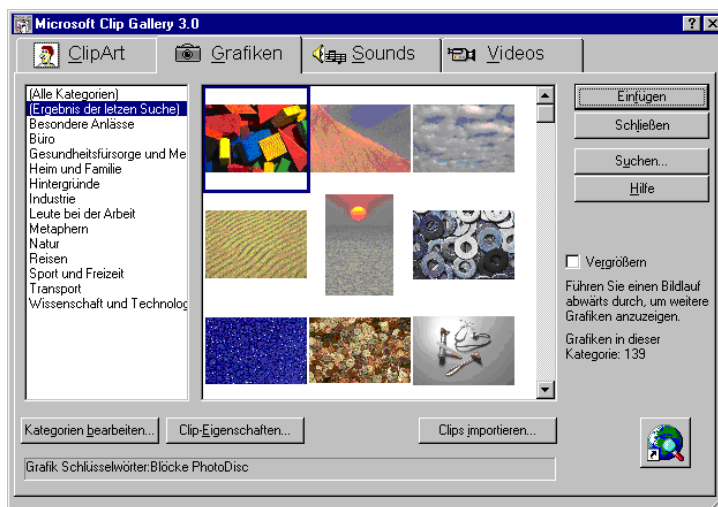 Microsoft Clip Gallery 3.0
ClipArt
Grafiken
Sounds
Videos
(Alle Kategorien)
(Ergebnis der letzen Suche)
Besondere Anlässe
Büro
Gesundheitsfürsorge und Me
Heim und Familie
Hintergründe
Industrie
Leute bei der Arbeit
Metaphern
Natur
Reisen
Sport und Freizeit
Transport
Wissenschaft und Technolog
Einfügen
Schließen
Suchen...
Hilfe
Vergrößern
Führen Sie einen Bildlauf
abwärts durch, um weitere
Grafiken anzuzeigen.
Grafiken in dieser
Kategorie: 139
Kategorien bearbeiten...
Clip-Eigenschaften...
Clips importieren...
Grafik Schlüsselwörter:Blöcke PhotoDisc